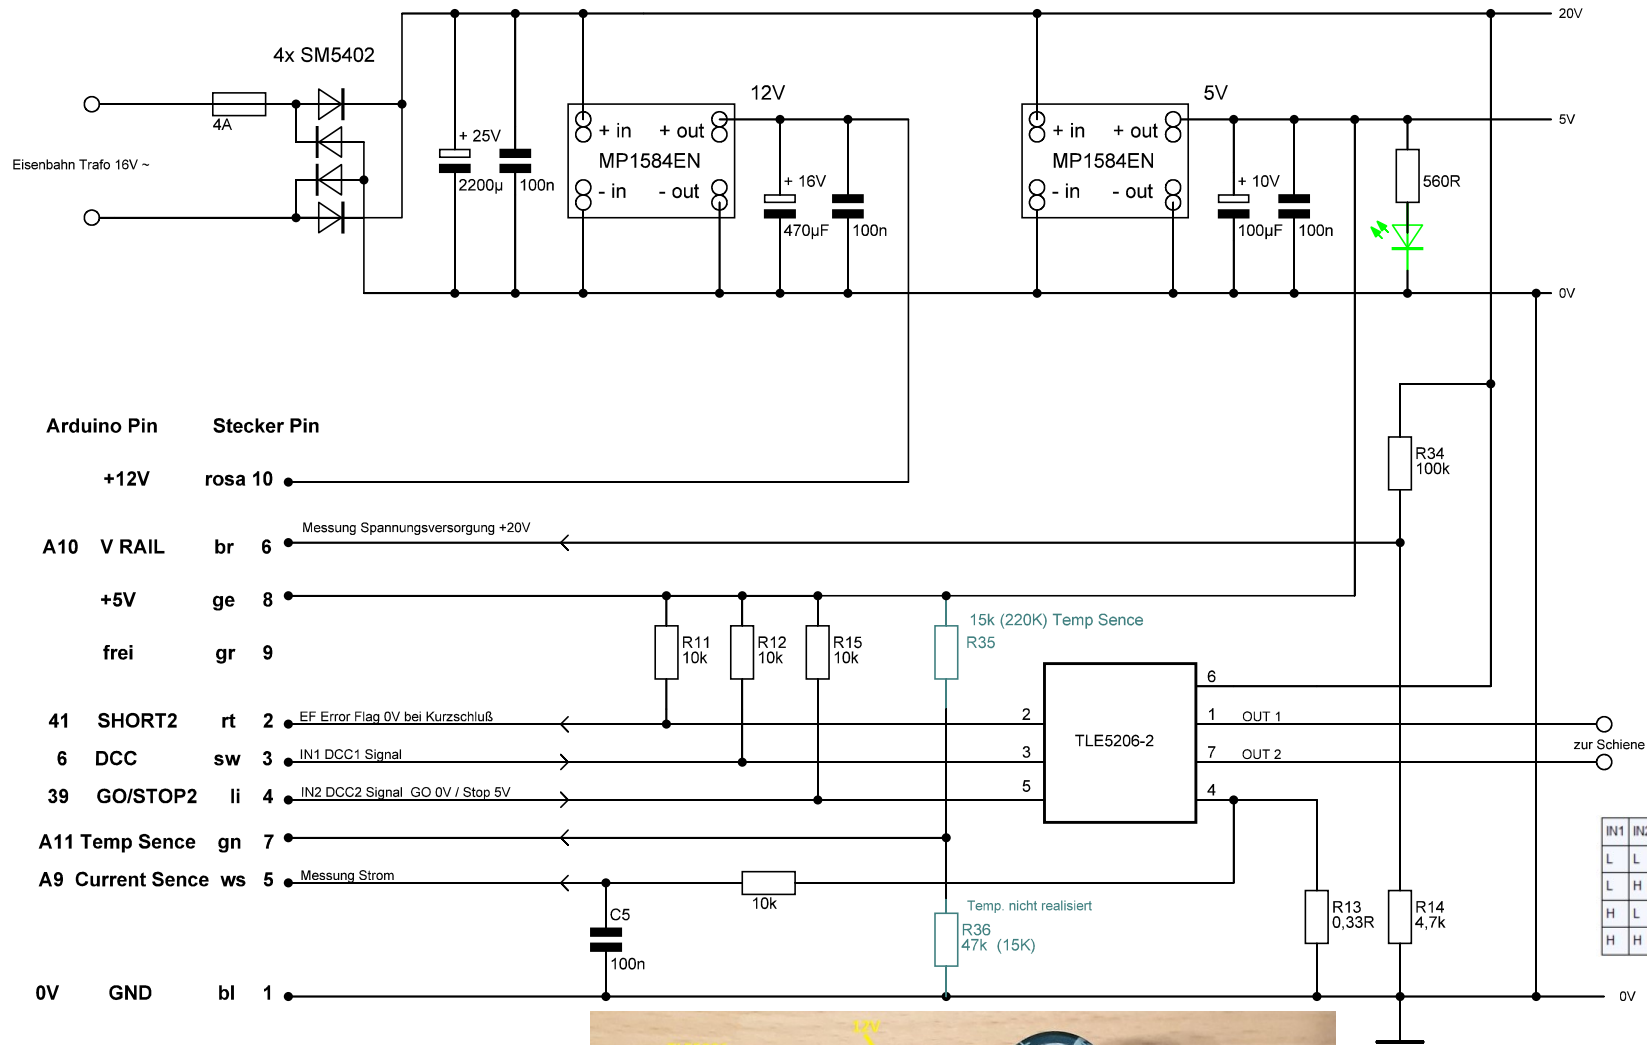 20V
4x SM5402
4A
Eisenbahn Trafo 16V ~
+ 25V
2200µ
100n
12V
+ in
+ out
MP1584EN
- in
- out
+ 16V
470µF
100n
5V
+ in
+ out
MP1584EN
- in
- out
+ 10V
100µF
100n
5V
560R
0V
Arduino Pin
Stecker Pin
+12V rosa 10
R34
100k
Messung Spannungsversorgung +20V
A10 V RAIL br 6
+5V ge 8
15k (220K) Temp Sence
R35
R11
10k
R12
10k
R15
10k
frei gr 9
41 SHORT2 rt 2
EF Error Flag 0V bei Kurzschluß
6 DCC sw 3
IN1 DCC1 Signal
39 GO/STOP2 li 4
IN2 DCC2 Signal GO 0V / Stop 5V
2
3
5
TLE5206-2
6
1
7
4
OUT 1
OUT 2
zur Schiene
A11 Temp Sence gn 7
A9 Current Sence ws 5
Messung Strom
10k
C5
100n
Temp. nicht realisiert
R36
47k (15K)
R13
0,33R
R14
4,7k
IN1 IN2
L L
L H
H L
H H
0V GND bl 1
0V
12V